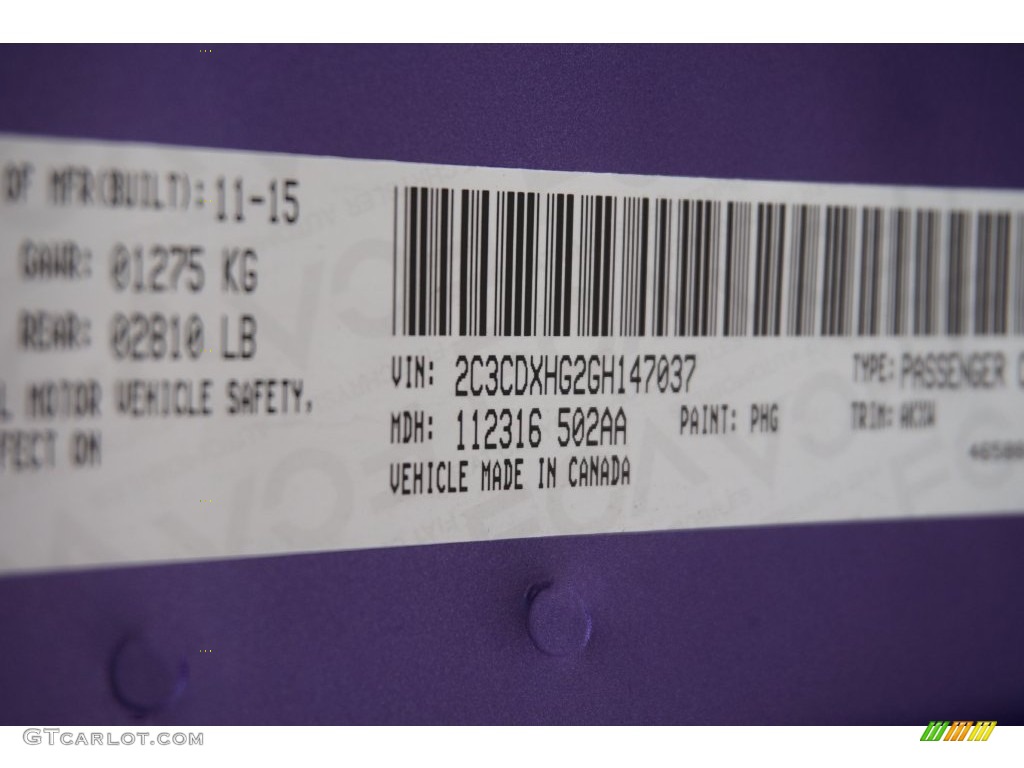 OF MFR(BUILT): 11-15
GAWR: 01275 KG
REAR: 02810 LB
L MOTOR VEHICLE SAFETY,
FECT ON
VIN: 2C3CDXHG2GH147037
TYPE: PASSENGER C
MDH: 112316 502AA
PAINT: PHG
TRIM:
VEHICLE MADE IN CANADA
GTCARLOT.COM